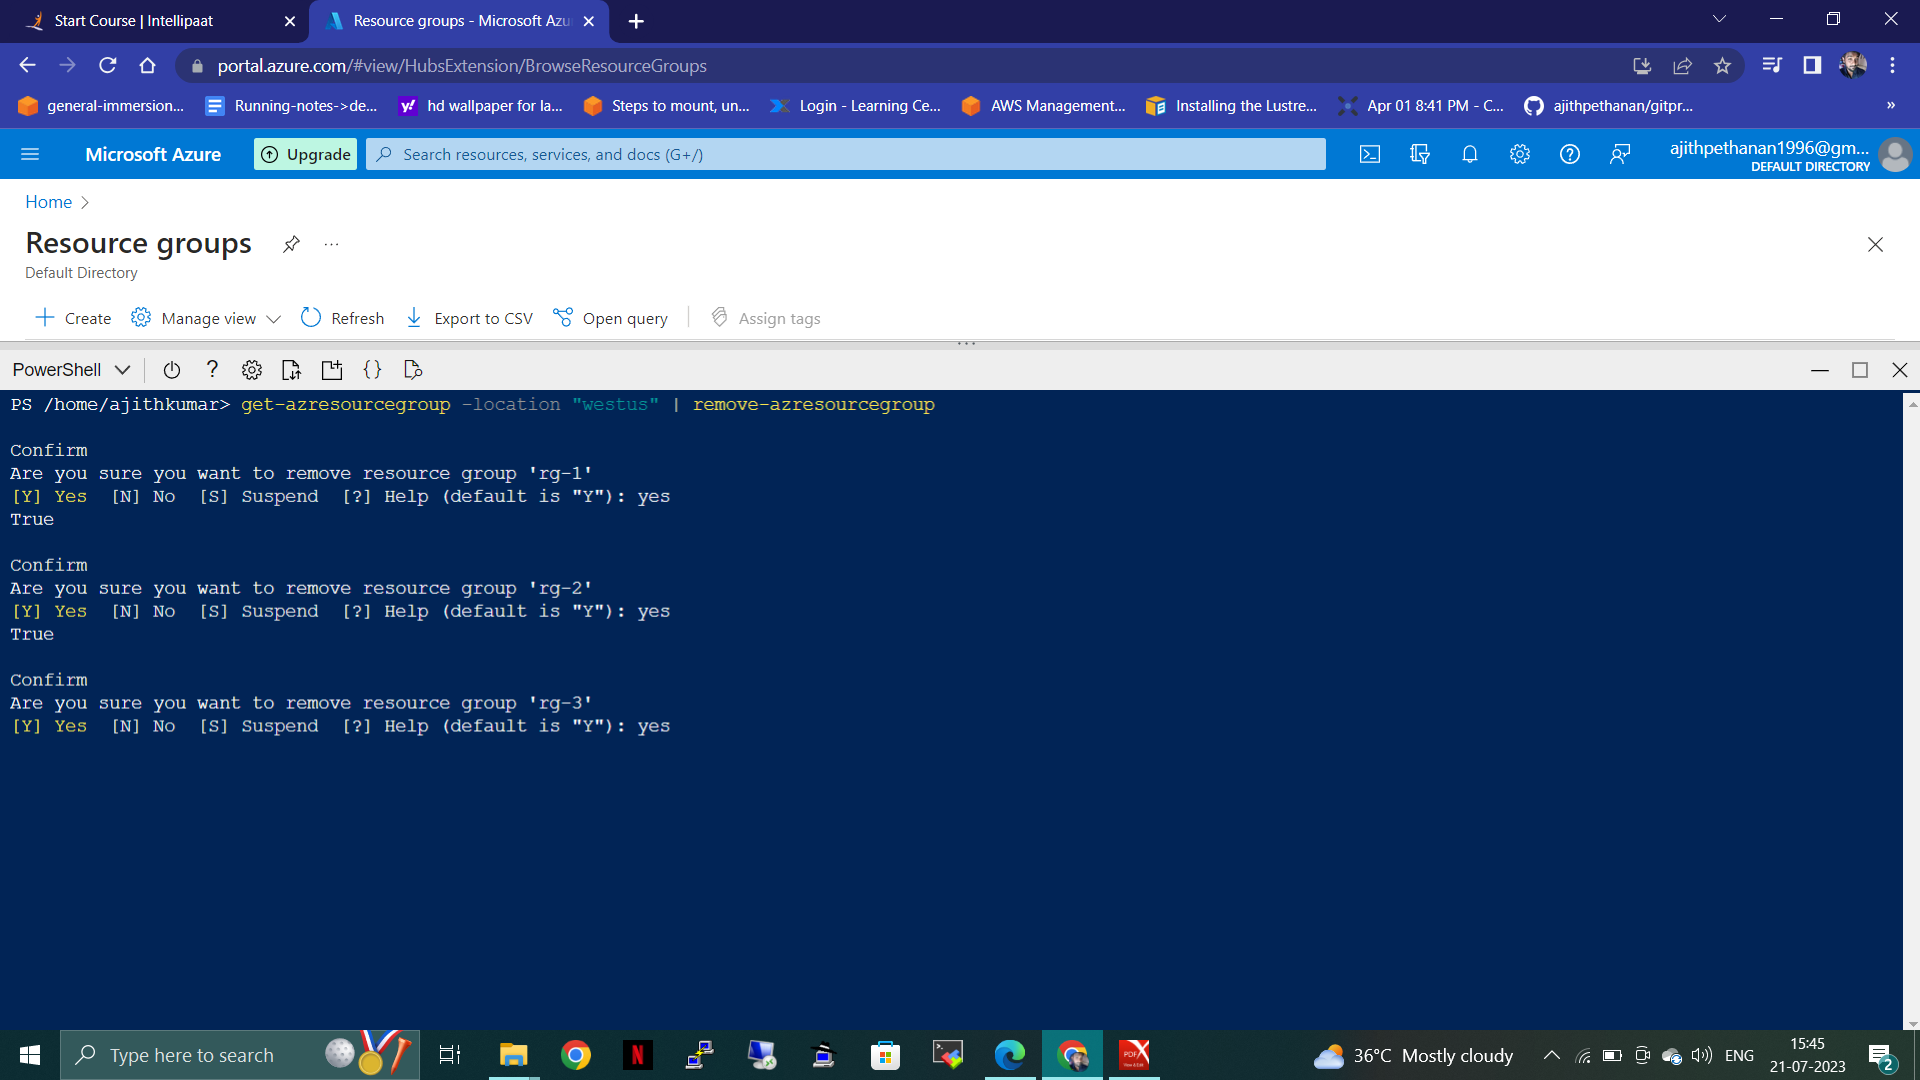 Start Course | Intellipaat
Resource groups - Microsoft Azu
portal.azure.com/#view/HubsExtension/BrowseResourceGroups
general-immersion...
Running-notes->de...
hd wallpaper for la...
Steps to mount, un...
Login - Learning Ce...
AWS Management...
Installing the Lustre...
Apr 01 8:41 PM - C...
ajithpethanan/gitpr...
»
Microsoft Azure
Upgrade
Search resources, services, and docs (G+/)
ajithpethanan1996@gm...
DEFAULT DIRECTORY
Home >
Resource groups
Default Directory
Create
Manage view
Refresh
Export to CSV
Open query
Assign tags
PowerShell
PS /home/ajithkumar> get-azresourcegroup -location "westus" | remove-azresourcegroup
Confirm
Are you sure you want to remove resource group 'rg-1'
[Y] Yes  [N] No  [S] Suspend  [?] Help (default is "Y"): yes
True
Confirm
Are you sure you want to remove resource group 'rg-2'
[Y] Yes  [N] No  [S] Suspend  [?] Help (default is "Y"): yes
True
Confirm
Are you sure you want to remove resource group 'rg-3'
[Y] Yes  [N] No  [S] Suspend  [?] Help (default is "Y"): yes
Type here to search
N
PDF
36°C Mostly cloudy
ENG
15:45
21-07-2023
2